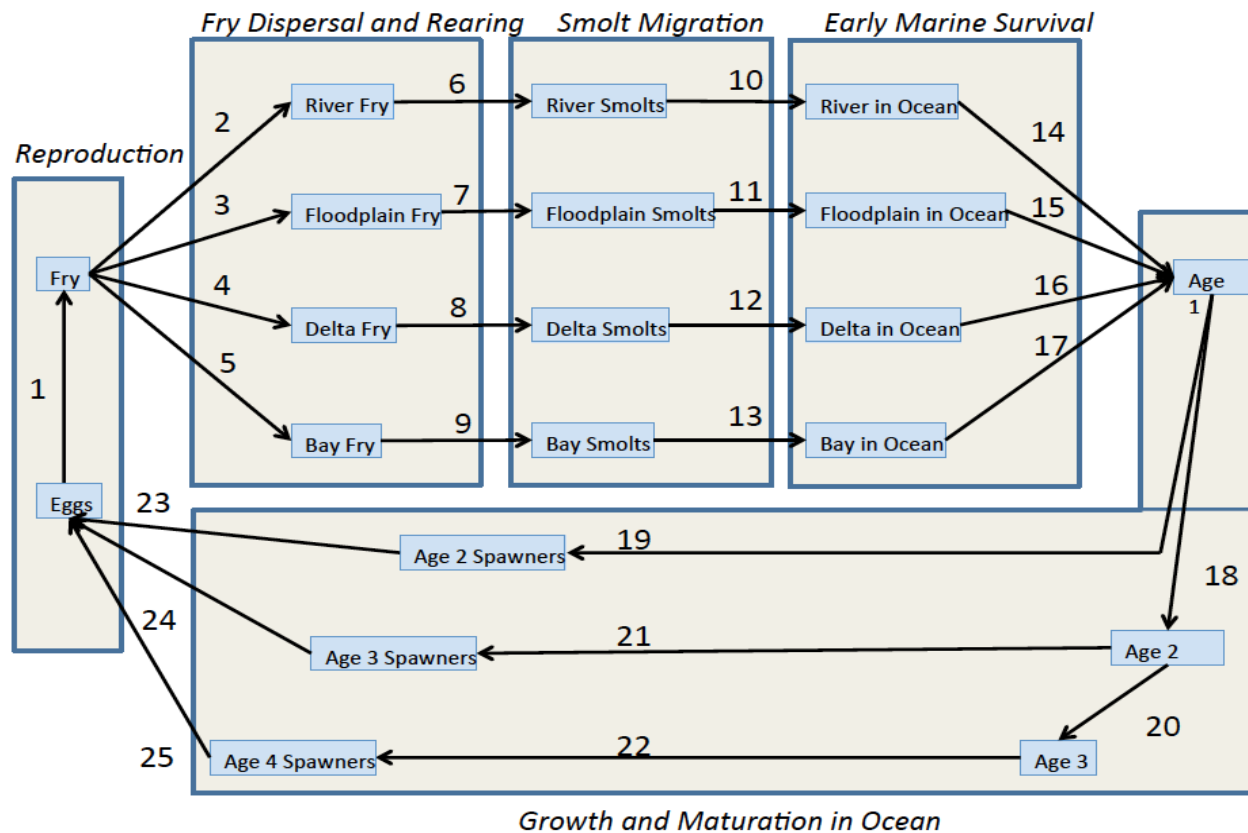 Fry Dispersal and Rearing
Smolt Migration
Early Marine Survival
Reproduction
Growth and Maturation in Ocean
Fry
Eggs
River Fry
Floodplain Fry
Delta Fry
Bay Fry
River Smolts
Floodplain Smolts
Delta Smolts
Bay Smolts
River in Ocean
Floodplain in Ocean
Delta in Ocean
Bay in Ocean
Age
1
Age 2 Spawners
Age 3 Spawners
Age 4 Spawners
Age 2
Age 3
1
2
3
4
5
6
7
8
9
10
11
12
13
14
15
16
17
18
19
20
21
22
23
24
25